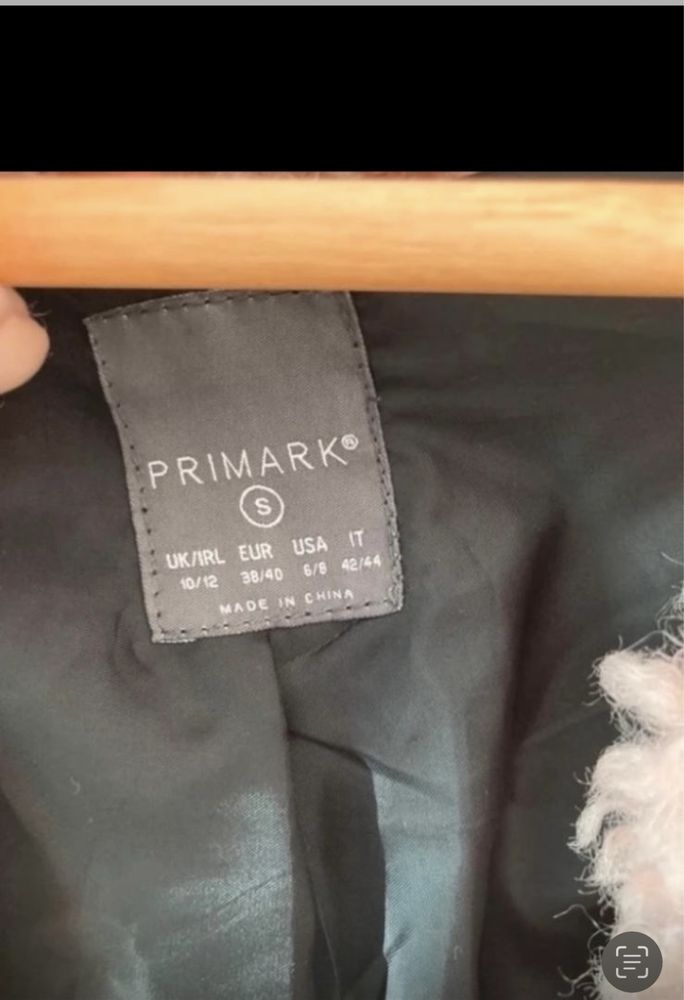 PRIMARK®
S
UK/IRL EUR USA IT
10/12 38/40 6/8 42/44
MADE IN CHINA